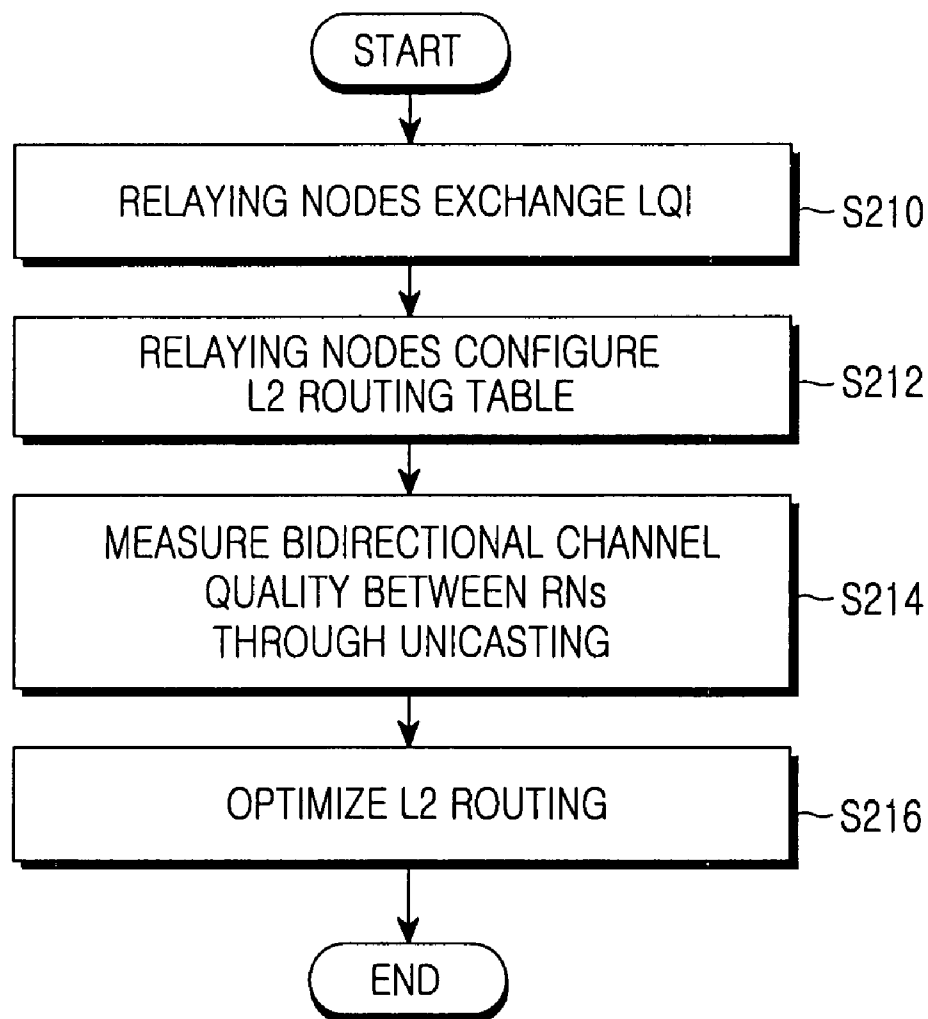 START
RELAYING NODES EXCHANGE LQI
S210
RELAYING NODES CONFIGURE
L2 ROUTING TABLE
S212
MEASURE BIDIRECTIONAL CHANNEL
QUALITY BETWEEN RNs
THROUGH UNICASTING
S214
OPTIMIZE L2 ROUTING
S216
END